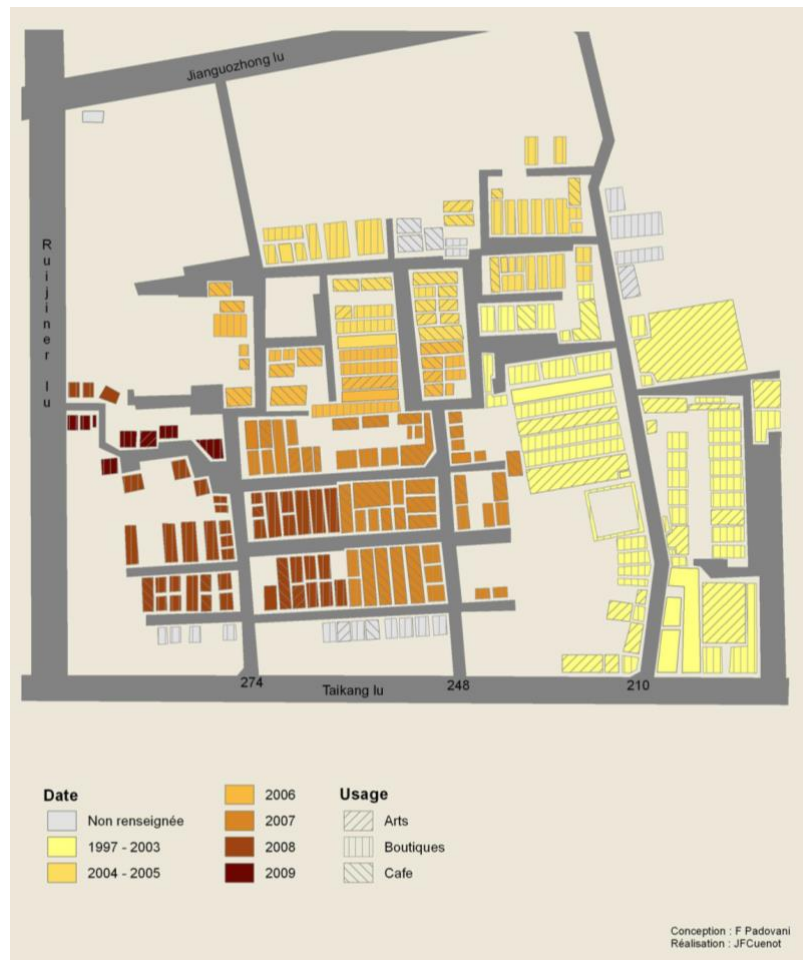 Jianguozhong lu
Ruijiner lu
274
248
210
Taikang lu
Date
Non renseignée
1997 - 2003
2004 - 2005
2006
2007
2008
2009
Usage
Arts
Boutiques
Cafe
Conception : F Padovani
Réalisation : JFCuenot